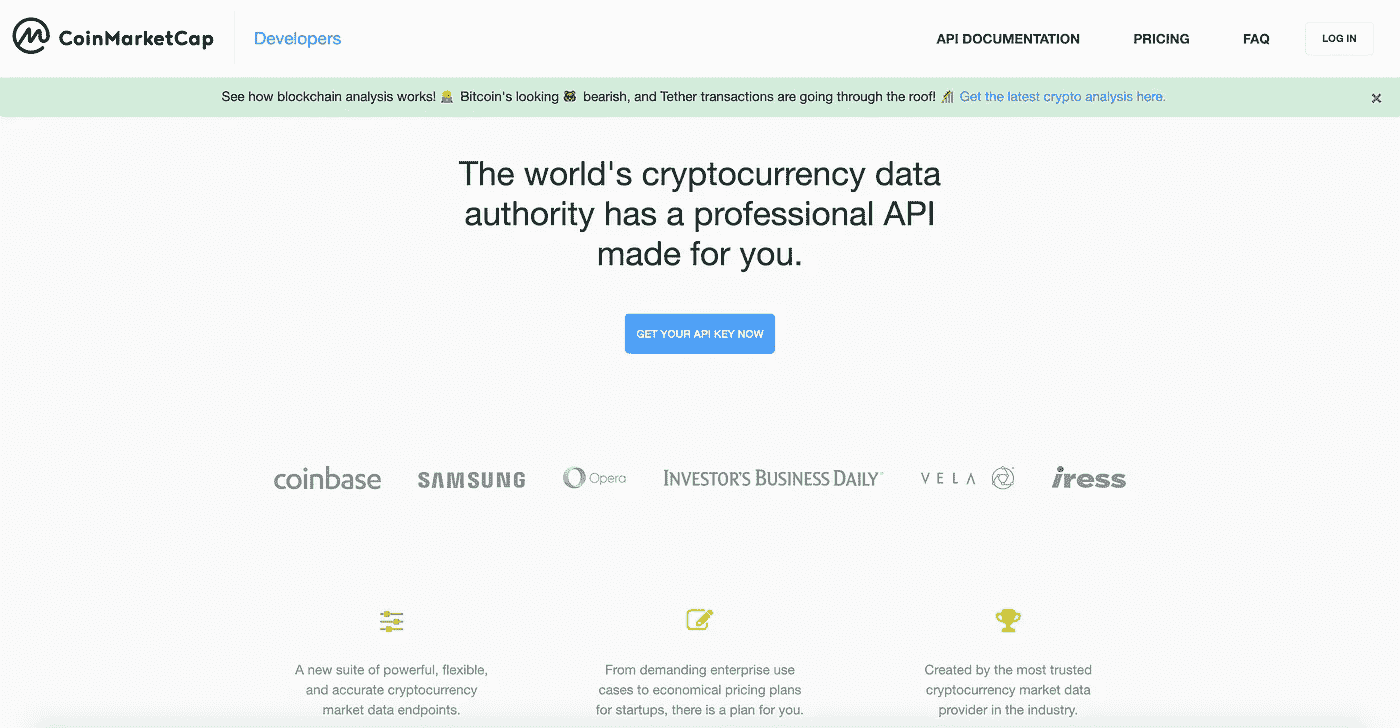 CoinMarketCap Developers API DOCUMENTATION PRICING FAQ LOG IN
See how blockchain analysis works! Bitcoin's looking bearish, and Tether transactions are going through the roof! Get the latest crypto analysis here.
The world's cryptocurrency data
authority has a professional API
made for you.
GET YOUR API KEY NOW
coinbase SAMSUNG Opera INVESTOR'S BUSINESS DAILY VELA iress
A new suite of powerful, flexible,
and accurate cryptocurrency
market data endpoints.
From demanding enterprise use
cases to economical pricing plans
for startups, there is a plan for you.
Created by the most trusted
cryptocurrency market data
provider in the industry.